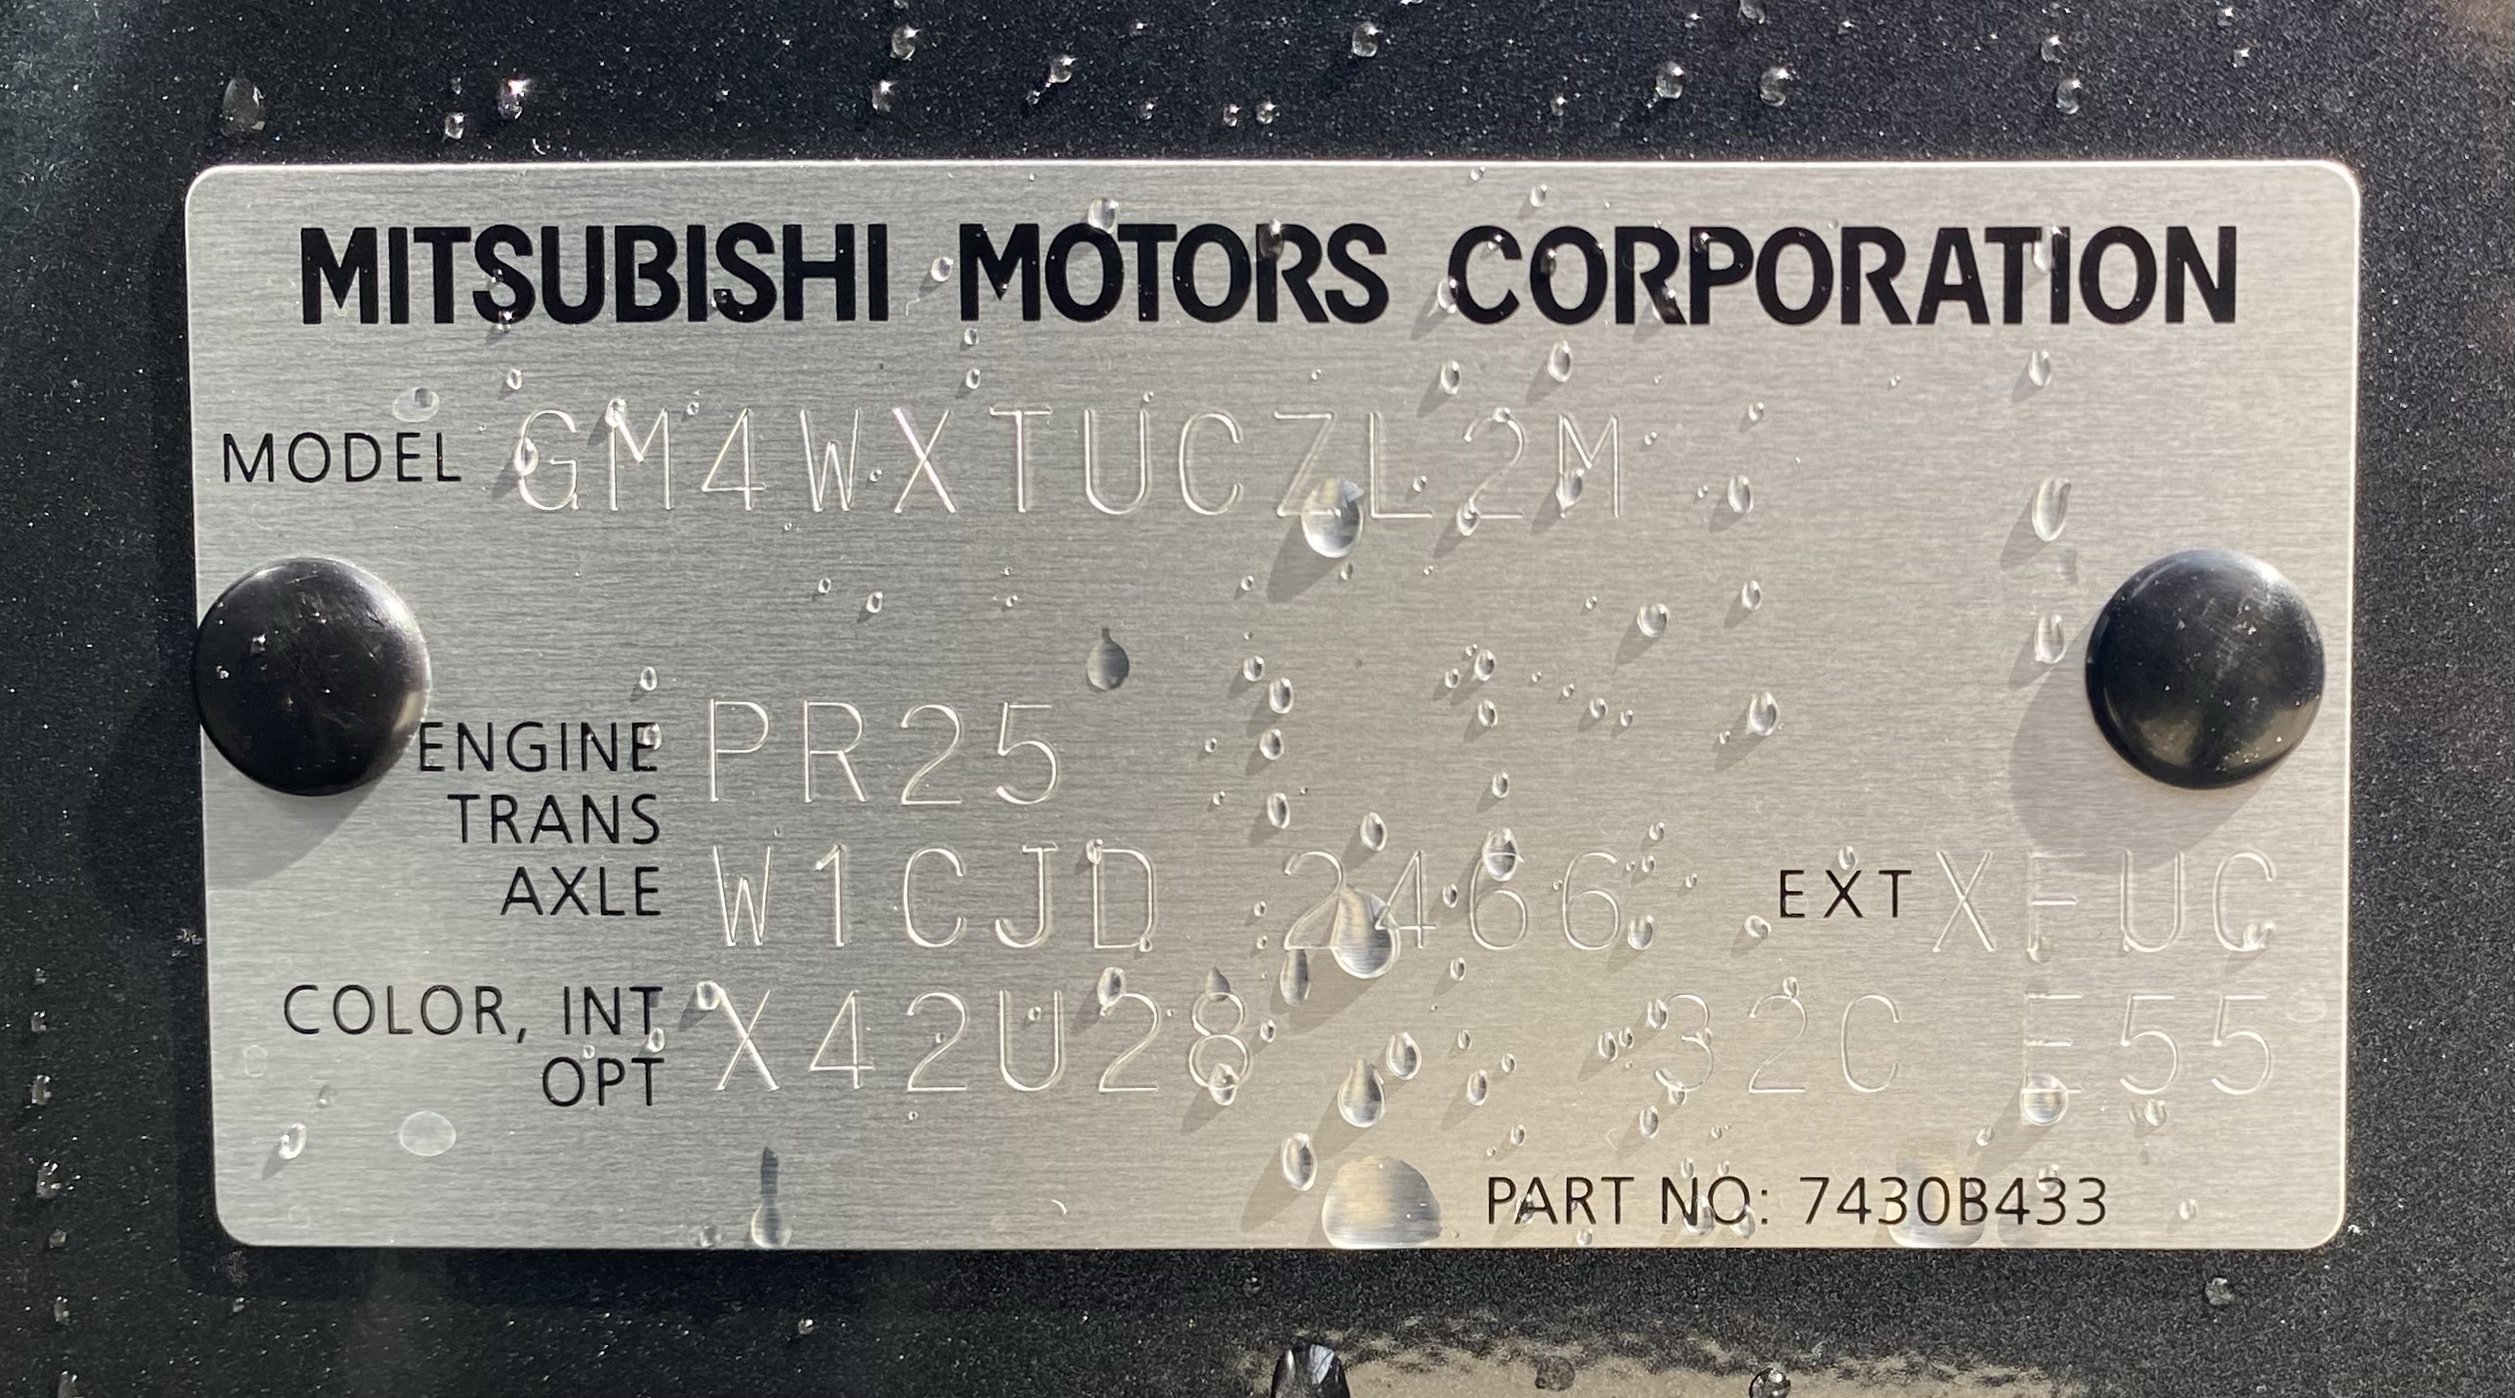 MITSUBISHI MOTORS CORPORATION
MODEL GM4WXTUCZL2M
ENGINE PR25
TRANS
AXLE W1CJD 2466 EXT XFUC
COLOR, INT X42U28 32C E55
OPT
PART NO: 7430B433